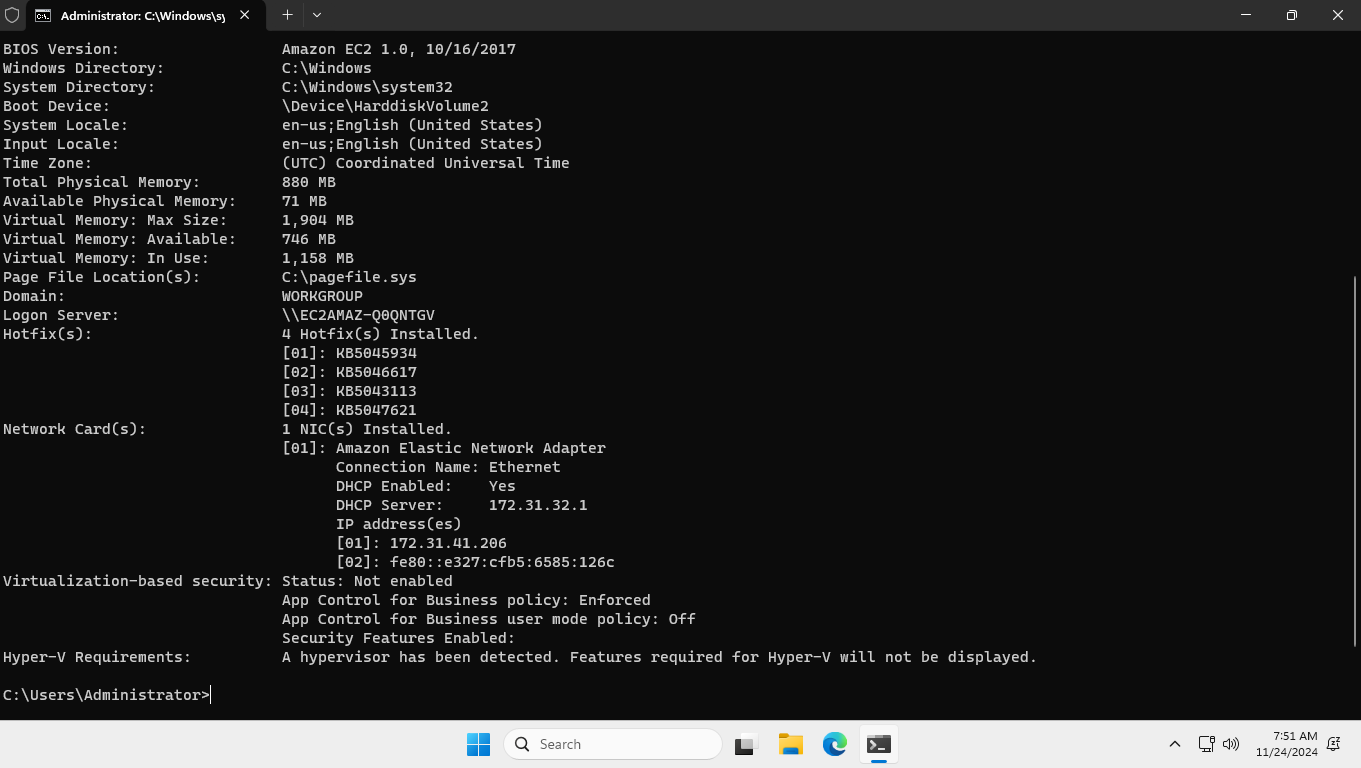 Administrator: C:\Windows\sy
BIOS Version: Amazon EC2 1.0, 10/16/2017
Windows Directory: C:\Windows
System Directory: C:\Windows\system32
Boot Device: \Device\HarddiskVolume2
System Locale: en-us;English (United States)
Input Locale: en-us;English (United States)
Time Zone: (UTC) Coordinated Universal Time
Total Physical Memory: 880 MB
Available Physical Memory: 71 MB
Virtual Memory: Max Size: 1,904 MB
Virtual Memory: Available: 746 MB
Virtual Memory: In Use: 1,158 MB
Page File Location(s): C:\pagefile.sys
Domain: WORKGROUP
Logon Server: \\EC2AMAZ-Q0QNTGV
Hotfix(s): 4 Hotfix(s) Installed.
[01]: KB5045934
[02]: KB5046617
[03]: KB5043113
[04]: KB5047621
Network Card(s): 1 NIC(s) Installed.
[01]: Amazon Elastic Network Adapter
Connection Name: Ethernet
DHCP Enabled: Yes
DHCP Server: 172.31.32.1
IP address(es)
[01]: 172.31.41.206
[02]: fe80::e327:cfb5:6585:126c
Virtualization-based security: Status: Not enabled
App Control for Business policy: Enforced
App Control for Business user mode policy: Off
Security Features Enabled:
Hyper-V Requirements: A hypervisor has been detected. Features required for Hyper-V will not be displayed.
C:\Users\Administrator>
Search
7:51 AM
11/24/2024